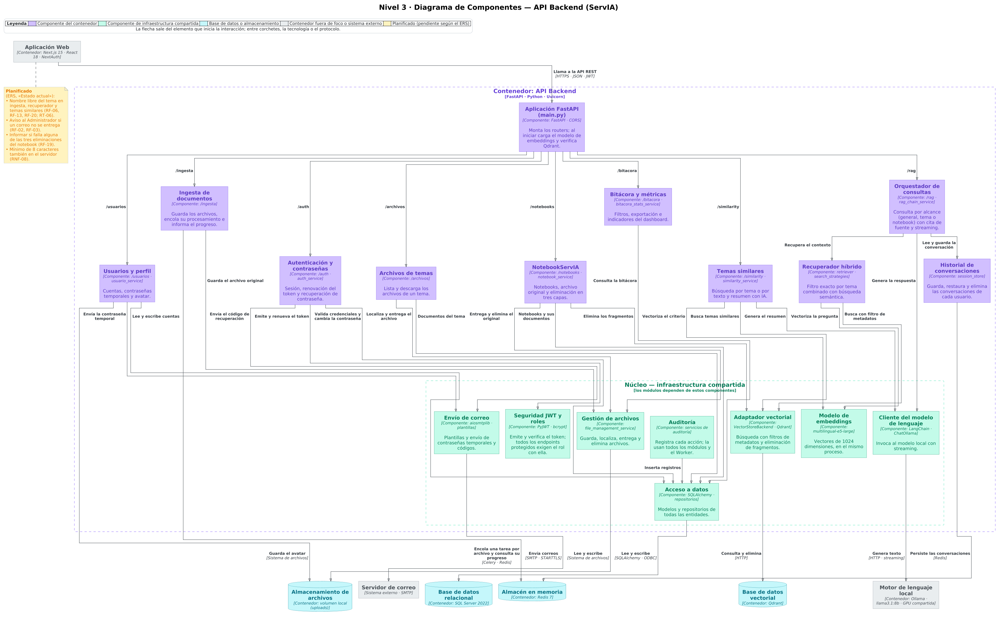 Nivel 3 · Diagrama de Componentes — API Backend (ServIA)
Leyenda Componente del contenedor Componente de infraestructura compartida Base de datos o almacenamiento Contenedor fuera de foco o sistema externo Planificado (pendiente según el ERS)
La flecha sale del elemento que inicia la interacción; entre corchetes, la tecnología o el protocolo.
Aplicación Web
[Contenedor: Next.js 15 · React
18 · NextAuth]
Llama a la API REST
[HTTPS · JSON · JWT]
Planificado
(ERS, «Estado actual»):
• Nombre libre del tema en
ingesta, recuperador y
temas similares (RF-06,
RF-13, RF-20; RT-06).
• Aviso al Administrador si
un correo no se entrega
(RF-02, RF-03).
• Informar si falla alguna
de las tres eliminaciones
del notebook (RF-19).
• Mínimo de 8 caracteres
también en el servidor
(RNF-08).
Contenedor: API Backend
[FastAPI · Python · Uvicorn]
Aplicación FastAPI
(main.py)
[Componente: FastAPI · CORS]
Monta los routers; al
iniciar carga el modelo de
embeddings y verifica
Qdrant.
/ingesta
/bitacora
/rag
/usuarios
/auth
/archivos
/notebooks
/similarity
Ingesta de
documentos
[Componente: /ingesta]
Guarda los archivos,
encola su procesamiento e
informa el progreso.
Bitácora y métricas
[Componente: /bitacora ·
bitacora_stats_service]
Filtros, exportación e
indicadores del dashboard.
Orquestador de
consultas
[Componente: /rag ·
rag_chain_service]
Consulta por alcance
(general, tema o
notebook) con cita de
fuente y streaming.
Recupera el contexto
Lee y guarda la
conversación
Genera la respuesta
Guarda el archivo original
Consulta la bitácora
Usuarios y perfil
[Componente: /usuarios ·
usuario_service]
Cuentas, contraseñas
temporales y avatar.
Autenticación y
contraseñas
[Componente: /auth ·
auth_service]
Sesión, renovación del
token y recuperación de
contraseña.
Archivos de temas
[Componente: /archivos]
Lista y descarga los
archivos de un tema.
NotebookServIA
[Componente: /notebooks ·
notebook_service]
Notebooks, archivo
original y eliminación en
tres capas.
Temas similares
[Componente: /similarity ·
similarity_service]
Búsqueda por tema o por
texto y resumen con IA.
Recuperador híbrido
[Componente: retriever ·
search_strategies]
Filtro exacto por tema
combinado con búsqueda
semántica.
Historial de
conversaciones
[Componente: session_store]
Guarda, restaura y elimina
las conversaciones de
cada usuario.
Envía la contraseña
temporal
Lee y escribe cuentas
Envía el código de
recuperación
Emite y renueva el token
Valida credenciales y
cambia la contraseña
Localiza y entrega el
archivo
Documentos del tema
Entrega y elimina el
original
Notebooks y sus
documentos
Elimina los fragmentos
Vectoriza el criterio
Busca temas similares
Genera el resumen
Vectoriza la pregunta
Busca con filtro de
metadatos
Núcleo — infraestructura compartida
[los módulos dependen de estos componentes]
Envío de correo
[Componente: aiosmtplib ·
plantillas]
Plantillas y envío de
contraseñas temporales y
códigos.
Seguridad JWT y
roles
[Componente: PyJWT · bcrypt]
Emite y verifica el token;
todos los endpoints
protegidos exigen el rol
con ella.
Gestión de archivos
[Componente:
file_management_service]
Guarda, localiza, entrega y
elimina archivos.
Auditoría
[Componente: servicios de
auditoría]
Registra cada acción; la
usan todos los módulos y
el Worker.
Adaptador vectorial
[Componente:
VectorStoreBackend · Qdrant]
Búsqueda con filtros de
metadatos y eliminación
de fragmentos.
Modelo de
embeddings
[Componente:
multilingual-e5-large]
Vectores de 1024
dimensiones, en el mismo
proceso.
Cliente del modelo
de lenguaje
[Componente: LangChain ·
ChatOllama]
Invoca al modelo local con
streaming.
Inserta registros
Acceso a datos
[Componente: SQLAlchemy ·
repositorios]
Modelos y repositorios de
todas las entidades.
Guarda el avatar
[Sistema de archivos]
Encola una tarea por
archivo y consulta su
progreso
[Celery · Redis]
Envía correos
[SMTP · STARTTLS]
Lee y escribe
[Sistema de archivos]
Lee y escribe
[SQLAlchemy · ODBC]
Consulta y elimina
[HTTP]
Genera texto
[HTTP · streaming]
Persiste las conversaciones
[Redis]
Almacenamiento de
archivos
[Contenedor: volumen local
(uploads)]
Servidor de correo
[Sistema externo · SMTP]
Base de datos
relacional
[Contenedor: SQL Server 2022]
Almacén en memoria
[Contenedor: Redis 7]
Base de datos
vectorial
[Contenedor: Qdrant]
Motor de lenguaje
local
[Contenedor: Ollama ·
llama3.1:8b · GPU compartida]